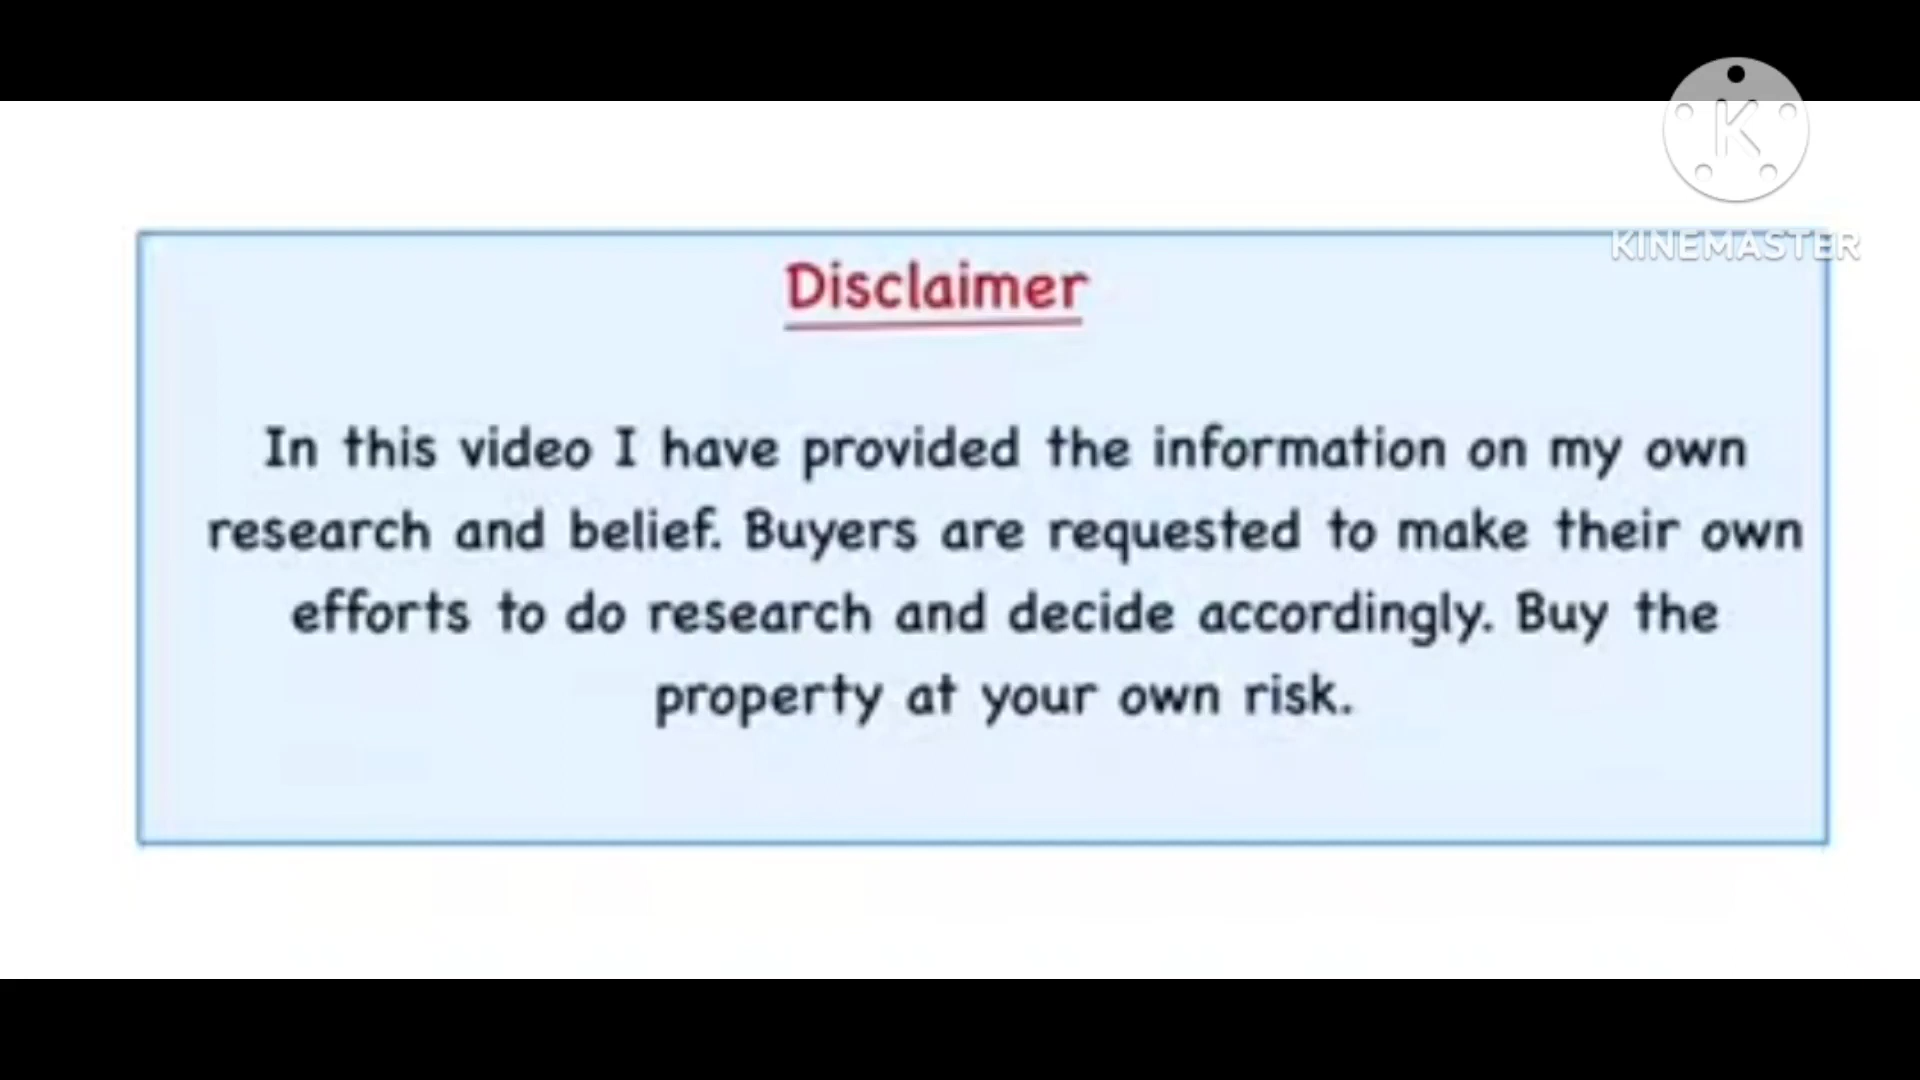 K
KINEMASTER
Disclaimer
In this video I have provided the information on my own
research and belief. Buyers are requested to make their own
efforts to do research and decide accordingly. Buy the
property at your own risk.